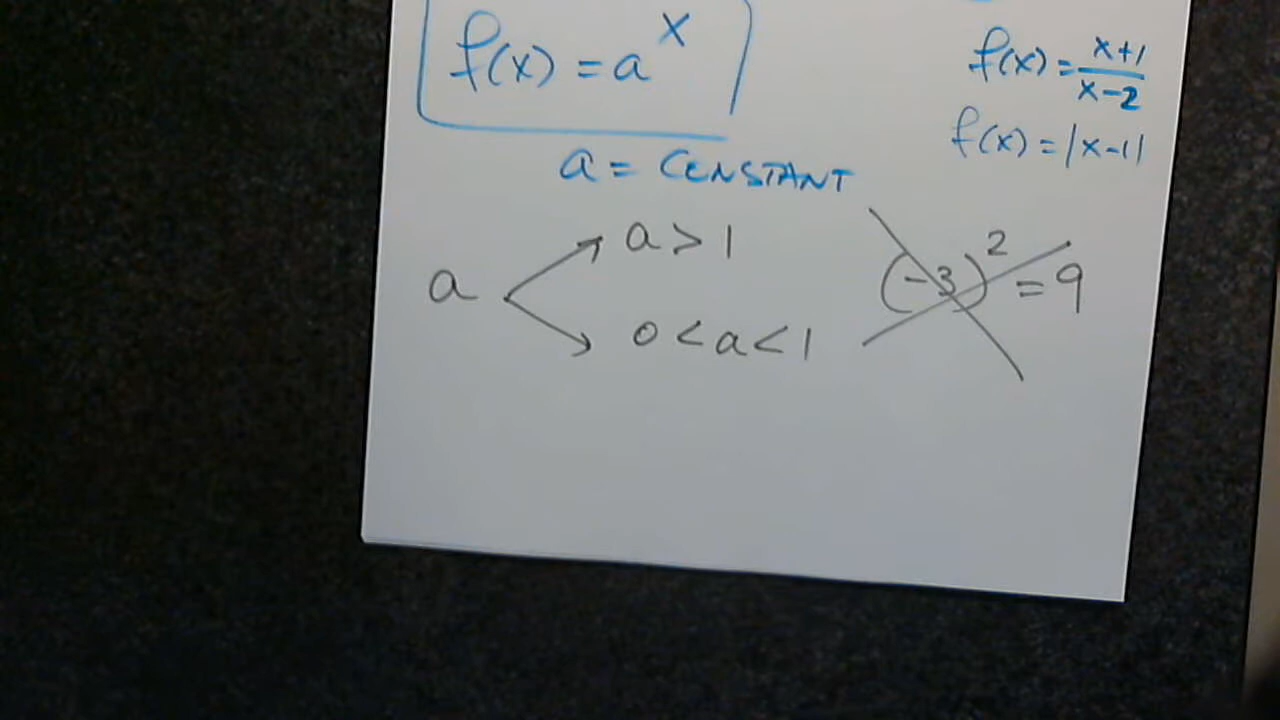 f(x) = a^x
f(x) = x+1 / x-2
f(x) = |x-1|
a = CONSTANT
a
a > 1
0 < a < 1
(-3)^2 = 9